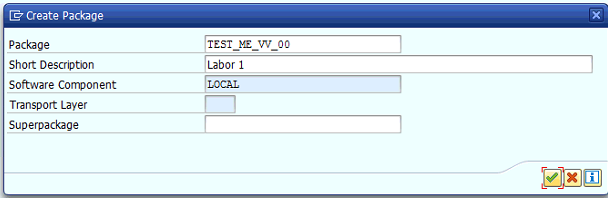 Create Package
Package TEST_ME_VV_00
Short Description Labor 1
Software Component LOCAL
Transport Layer
Superpackage